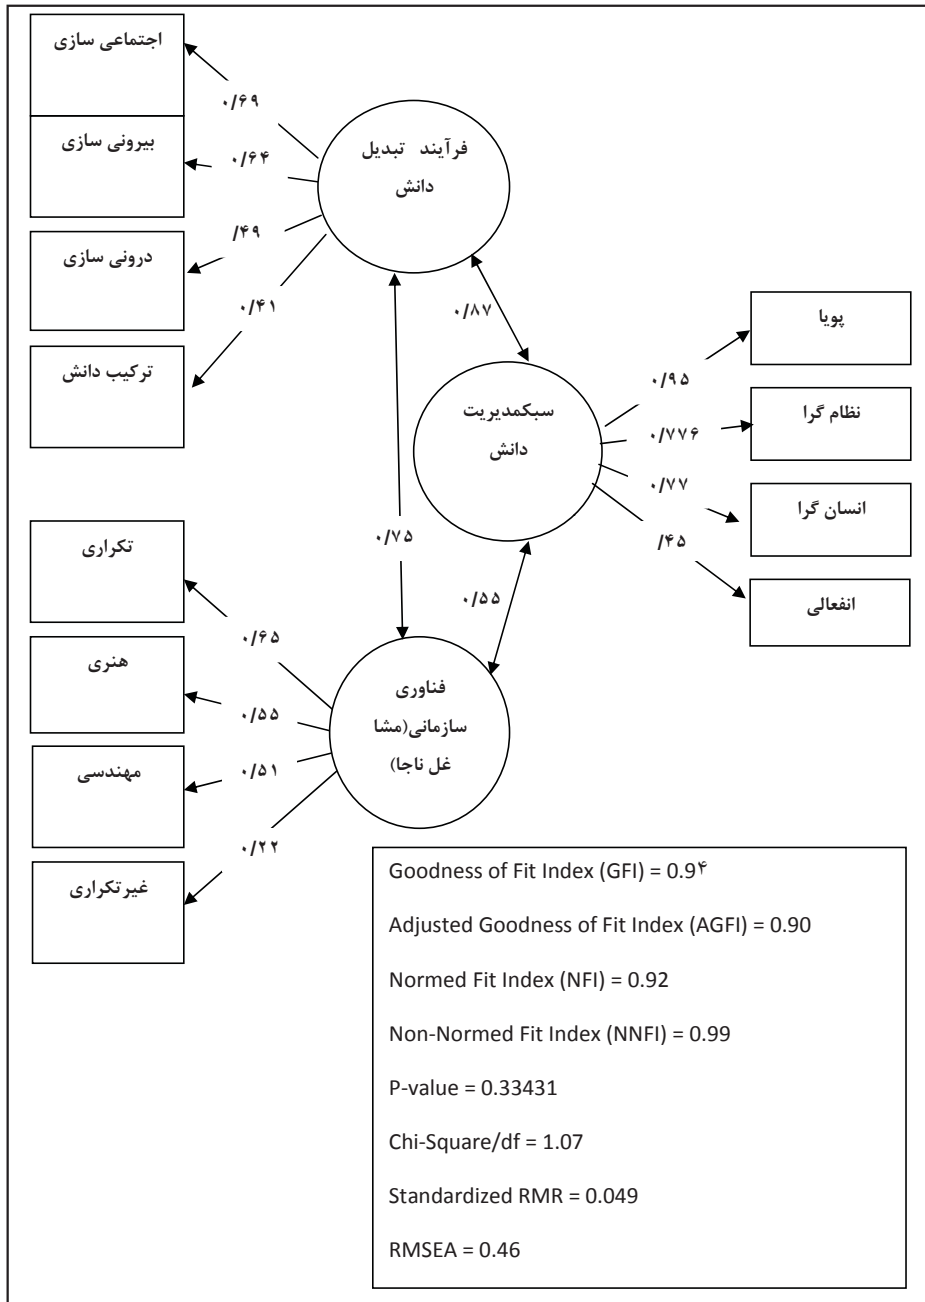 اجتماعی سازی
بیرونی سازی
درونی سازی
ترکیب دانش
۰/۶۹
۰/۶۴
/۴۹
۰/۴۱
فرآیند تبدیل
دانش
۰/۸۷
۰/۷۵
۰/۵۵
سبکمدیریت
دانش
۰/۹۵
۰/۷۷۶
۰/۷۷
/۴۵
پویا
نظام گرا
انسان گرا
انفعالی
تکراری
هنری
مهندسی
غیرتکراری
۰/۶۵
۰/۵۵
۰/۵۱
۰/۲۲
فناوری
سازمانی(مشا
غل ناجا)
Goodness of Fit Index (GFI) = 0.9۴
Adjusted Goodness of Fit Index (AGFI) = 0.90
Normed Fit Index (NFI) = 0.92
Non-Normed Fit Index (NNFI) = 0.99
P-value = 0.33431
Chi-Square/df = 1.07
Standardized RMR = 0.049
RMSEA = 0.46